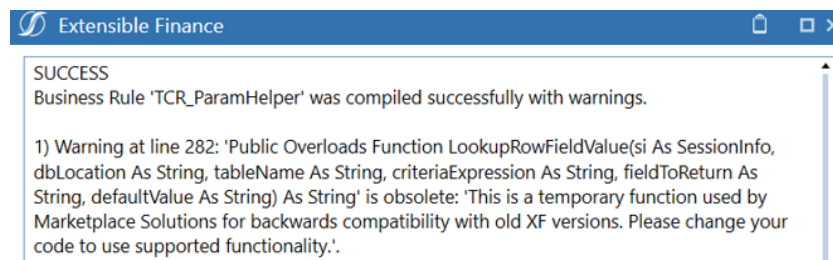 Extensible Finance
SUCCESS
Business Rule 'TCR_ParamHelper' was compiled successfully with warnings.
1) Warning at line 282: 'Public Overloads Function LookupRowFieldValue(si As SessionInfo,
dbLocation As String, tableName As String, criteriaExpression As String, fieldToReturn As
String, defaultValue As String) As String' is obsolete: 'This is a temporary function used by
Marketplace Solutions for backwards compatibility with old XF versions. Please change your
code to use supported functionality.'.